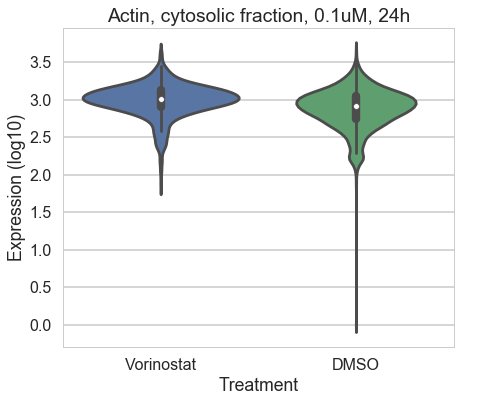 Actin, cytosolic fraction, 0.1uM, 24h
Expression (log10)
3.5
3.0
2.5
2.0
1.5
1.0
0.5
0.0
Vorinostat
DMSO
Treatment